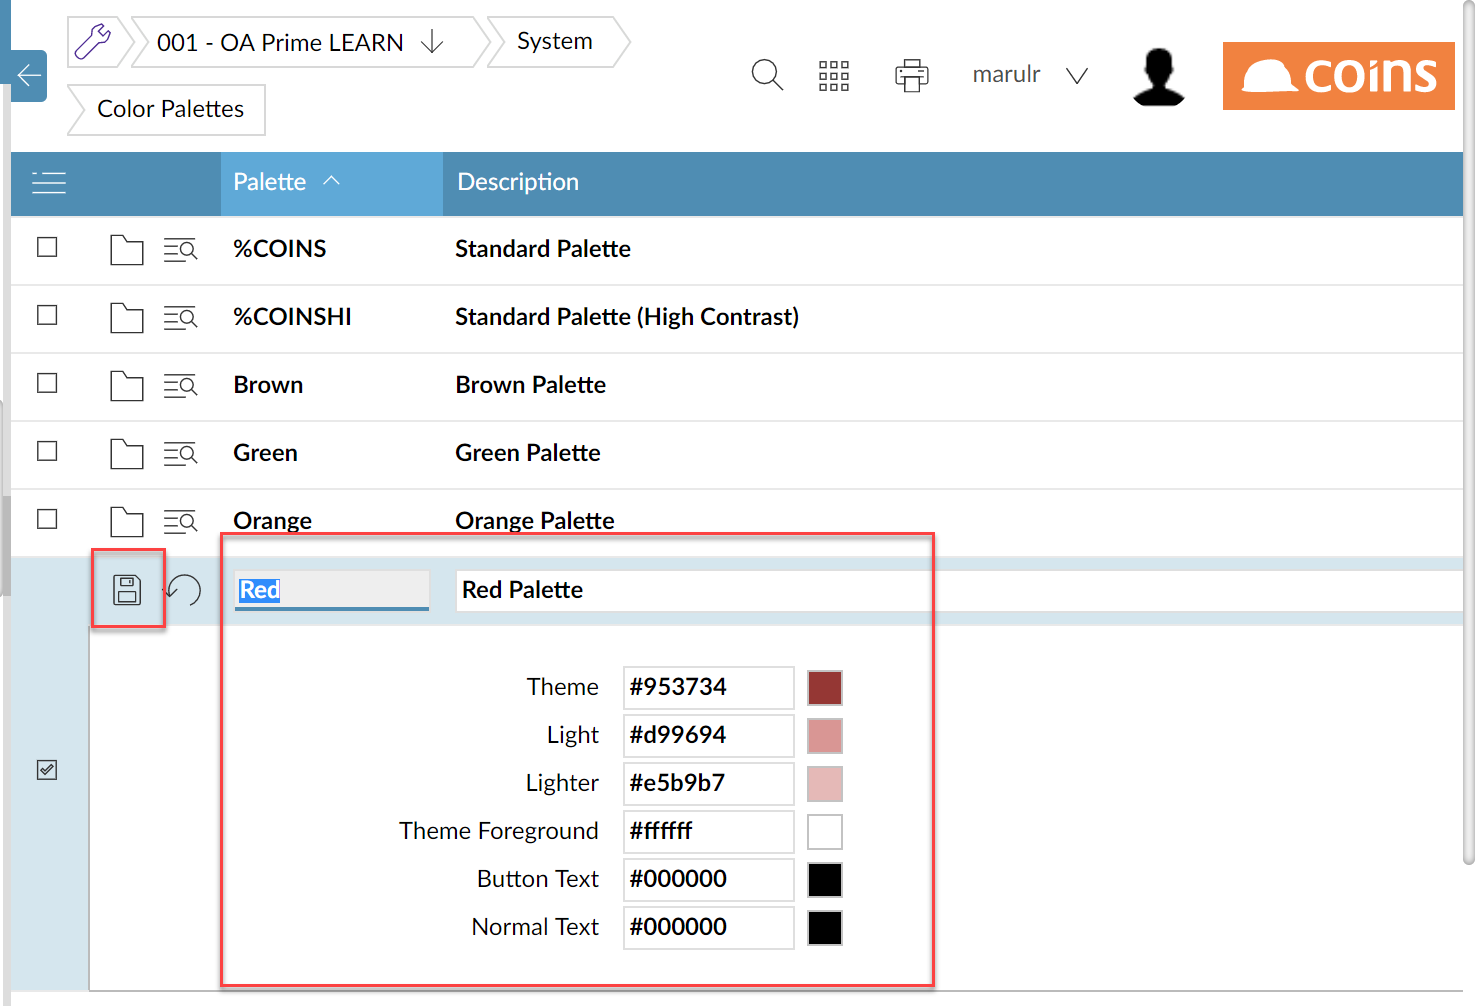 001 - OA Prime LEARN
System
marulr
coins
Color Palettes
Palette Description
%COINS Standard Palette
%COINSHI Standard Palette (High Contrast)
Brown Brown Palette
Green Green Palette
Orange Orange Palette
Red Red Palette
Theme #953734
Light #d99694
Lighter #e5b9b7
Theme Foreground #ffffff
Button Text #000000
Normal Text #000000